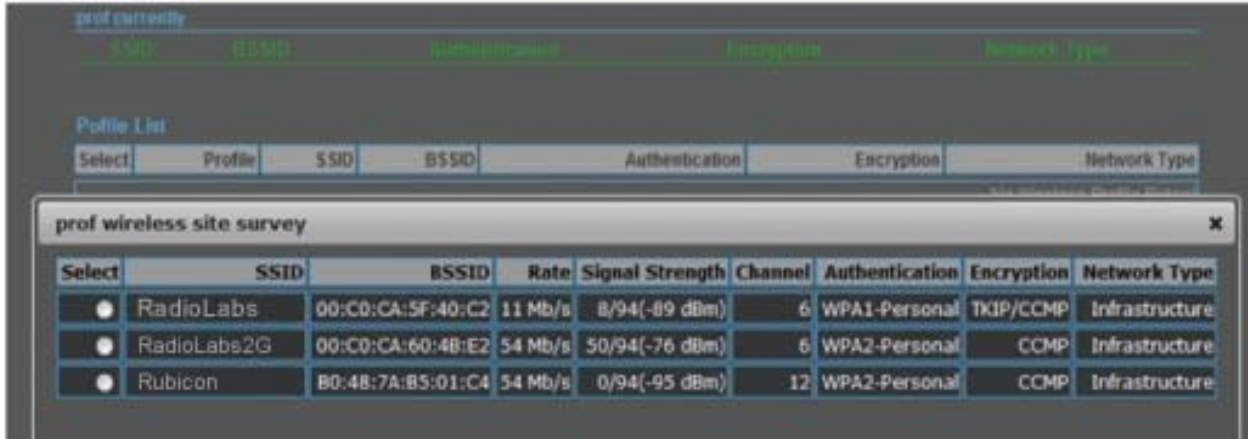 prof currently
SSID BSSID Authentication Encryption Network Type
Pofile List
Select Profile SSID BSSID Authentication Encryption Network Type
prof wireless site survey x
Select SSID BSSID Rate Signal Strength Channel Authentication Encryption Network Type
RadioLabs 00:C0:CA:5F:40:C2 11 Mb/s 8/94(-89 dBm) 6 WPA1-Personal TKIP/CCMP Infrastructure
RadioLabs2G 00:C0:CA:60:4B:E2 54 Mb/s 50/94(-76 dBm) 6 WPA2-Personal CCMP Infrastructure
Rubicon B0:48:7A:B5:01:C4 54 Mb/s 0/94(-95 dBm) 12 WPA2-Personal CCMP Infrastructure